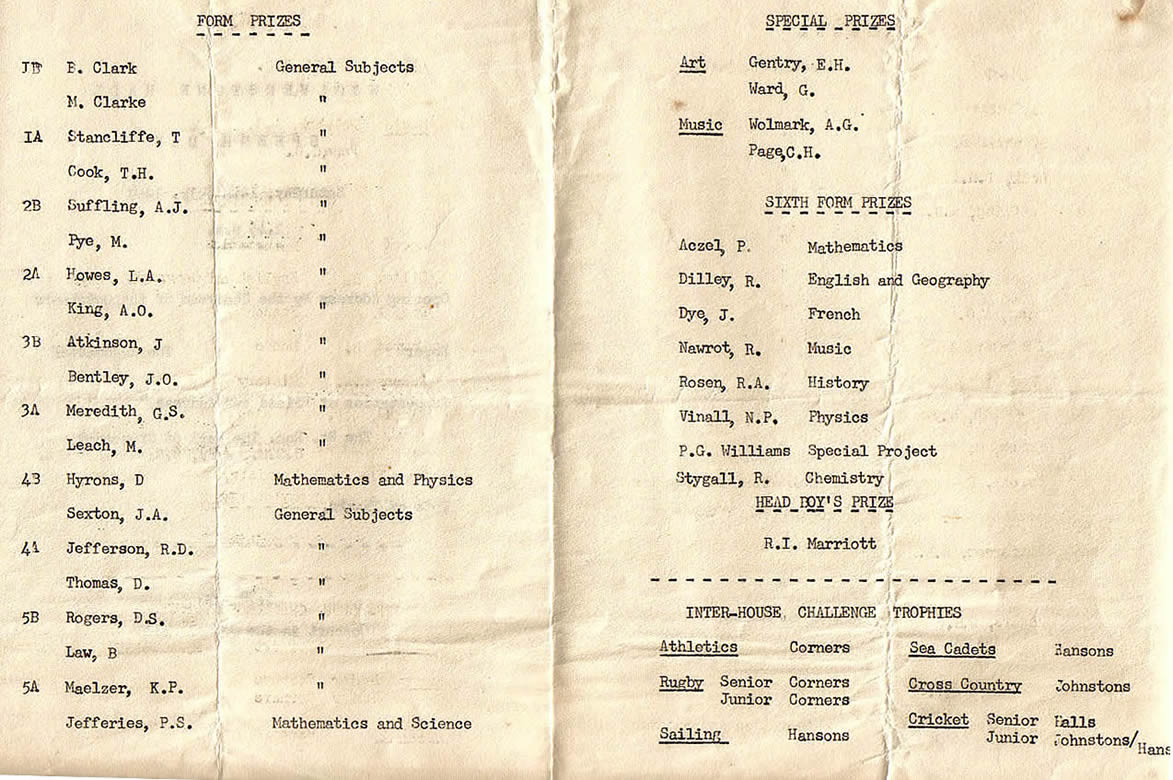 FORM PRIZES
JB B. Clark General Subjects
M. Clarke "
1A Stancliffe, T "
Cook, T.H. "
2B Suffling, A.J. "
Pye, M. "
2A Howes, L.A. "
King, A.O. "
3B Atkinson, J "
Bentley, J.O. "
3A Meredith, G.S. "
Leach, M. "
4B Hyrons, D Mathematics and Physics
Sexton, J.A. General Subjects
4A Jefferson, R.D. "
Thomas, D. "
5B Rogers, D.S. "
Law, B "
5A Maelzer, K.P. "
Jefferies, P.S. Mathematics and Science
SPECIAL PRIZES
Art Gentry, E.H.
Ward, G.
Music Wolmark, A.G.
Page, C.H.
SIXTH FORM PRIZES
Aczel, P. Mathematics
Dilley, R. English and Geography
Dye, J. French
Nawrot, R. Music
Rosen, R.A. History
Vinall, N.P. Physics
P.G. Williams Special Project
Stygall, R. Chemistry
HEAD BOY'S PRIZE
R.I. Marriott
INTER-HOUSE CHALLENGE TROPHIES
Athletics Corners Sea Cadets Hansons
Rugby Senior Corners Cross Country Johnstons
Junior Corners
Cricket Senior Halls
Sailing Hansons Junior Johnstons/Hans